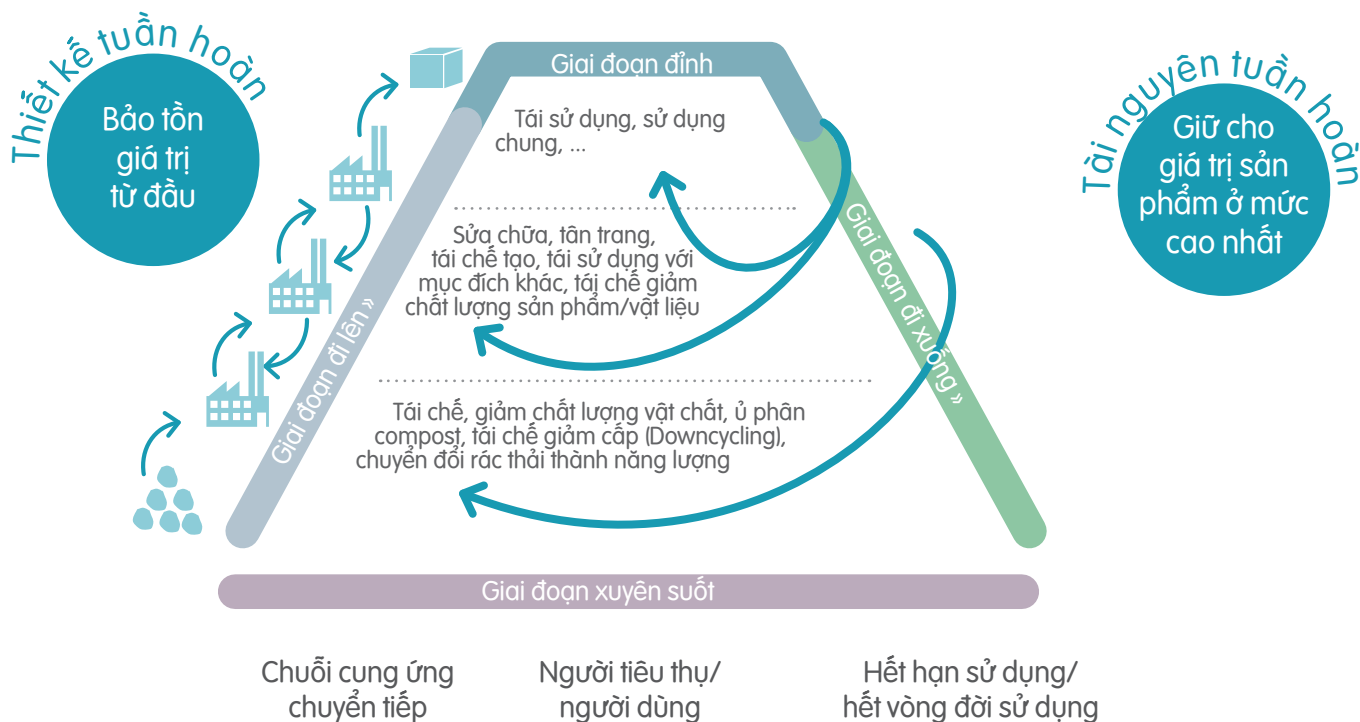 Thiết kế tuần hoàn
Bảo tồn
giá trị
từ đầu
Giai đoạn đỉnh
Tài nguyên tuần hoàn
Giữ cho
giá trị sản
phẩm ở mức
cao nhất
Tái sử dụng, sử dụng
chung, ...
Sửa chữa, tân trang,
tái chế tạo, tái sử dụng với
mục đích khác, tái chế giảm
chất lượng sản phẩm/vật liệu
Giai đoạn đi lên »
Giai đoạn đi xuống »
Tái chế, giảm chất lượng vật chất, ủ phân
compost, tái chế giảm cấp (Downcycling),
chuyển đổi rác thải thành năng lượng
Giai đoạn xuyên suốt
Chuỗi cung ứng
chuyển tiếp
Người tiêu thụ/
người dùng
Hết hạn sử dụng/
hết vòng đời sử dụng